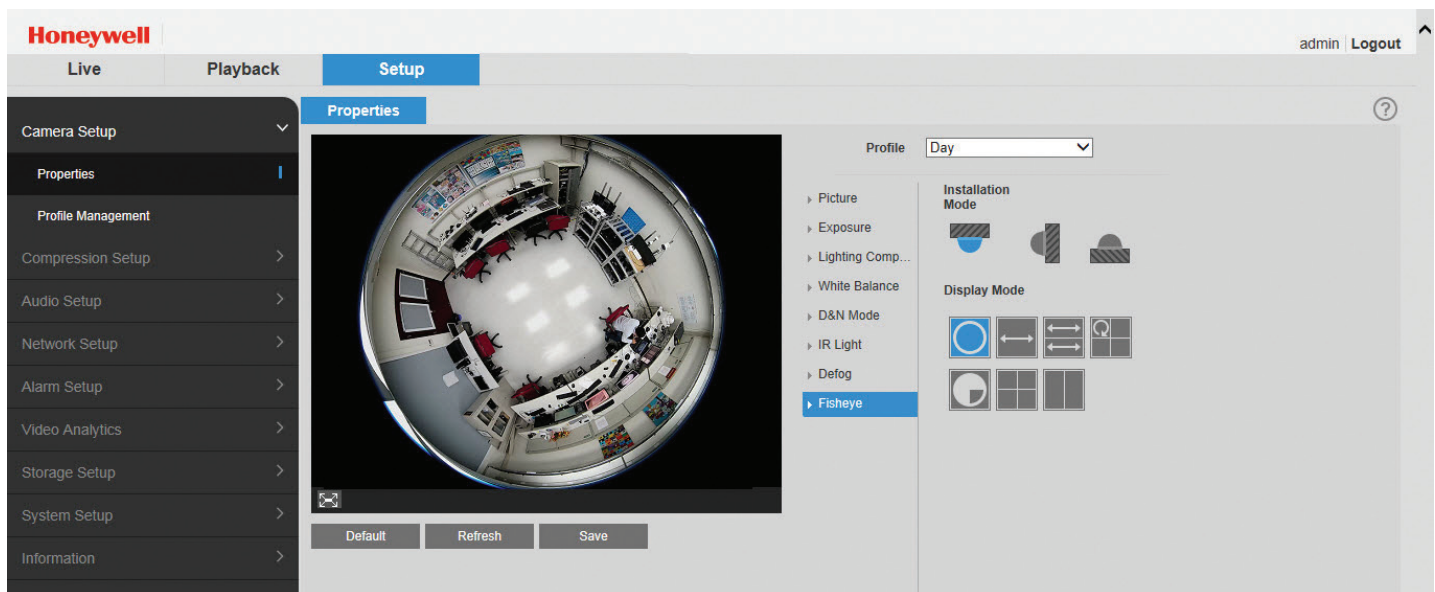 Honeywell
admin Logout
Live Playback Setup
Camera Setup
Properties
Profile Management
Compression Setup
Audio Setup
Network Setup
Alarm Setup
Video Analytics
Storage Setup
System Setup
Information
Properties
?
Profile Day
Picture
Exposure
Lighting Comp...
White Balance
D&N Mode
IR Light
Defog
Fisheye
Installation
Mode
Display Mode
Default Refresh Save